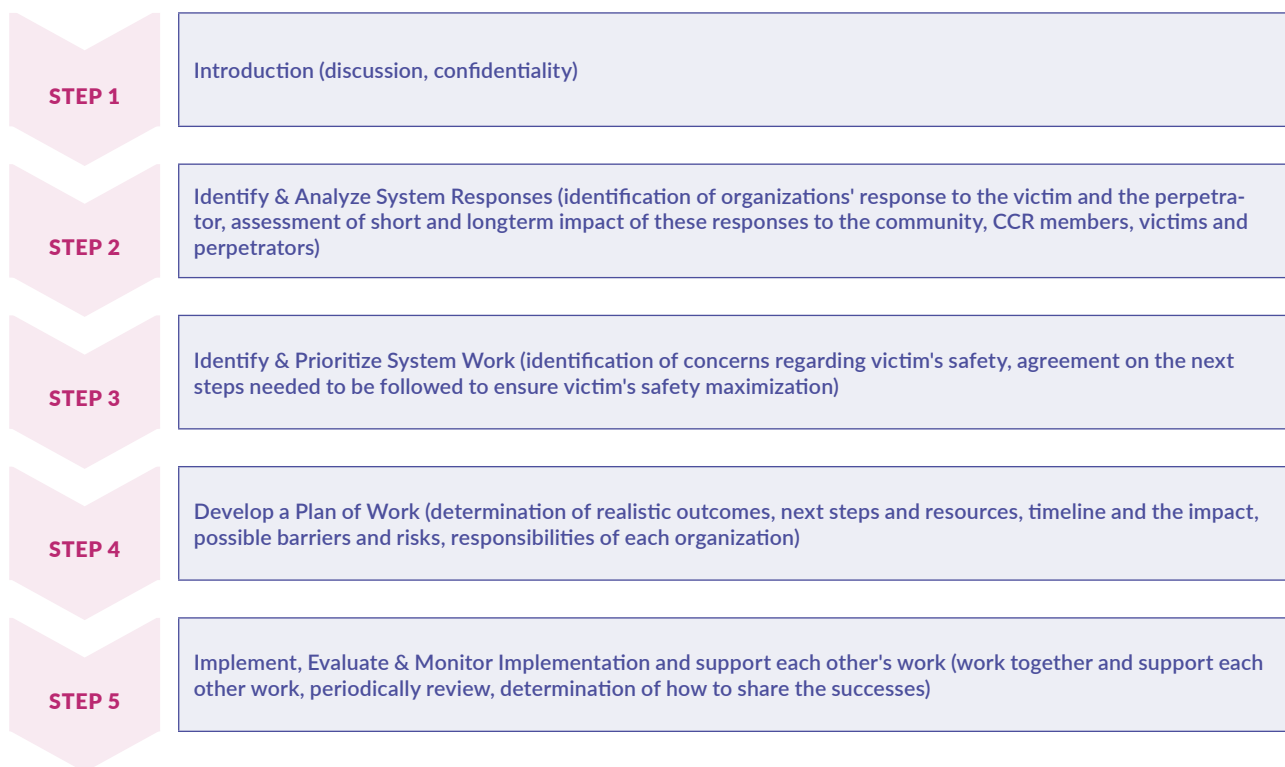 STEP 1
Introduction (discussion, confidentiality)
STEP 2
Identify & Analyze System Responses (identification of organizations' response to the victim and the perpetra-
tor, assessment of short and longterm impact of these responses to the community, CCR members, victims and
perpetrators)
STEP 3
Identify & Prioritize System Work (identification of concerns regarding victim's safety, agreement on the next
steps needed to be followed to ensure victim's safety maximization)
STEP 4
Develop a Plan of Work (determination of realistic outcomes, next steps and resources, timeline and the impact,
possible barriers and risks, responsibilities of each organization)
STEP 5
Implement, Evaluate & Monitor Implementation and support each other's work (work together and support each
other work, periodically review, determination of how to share the successes)